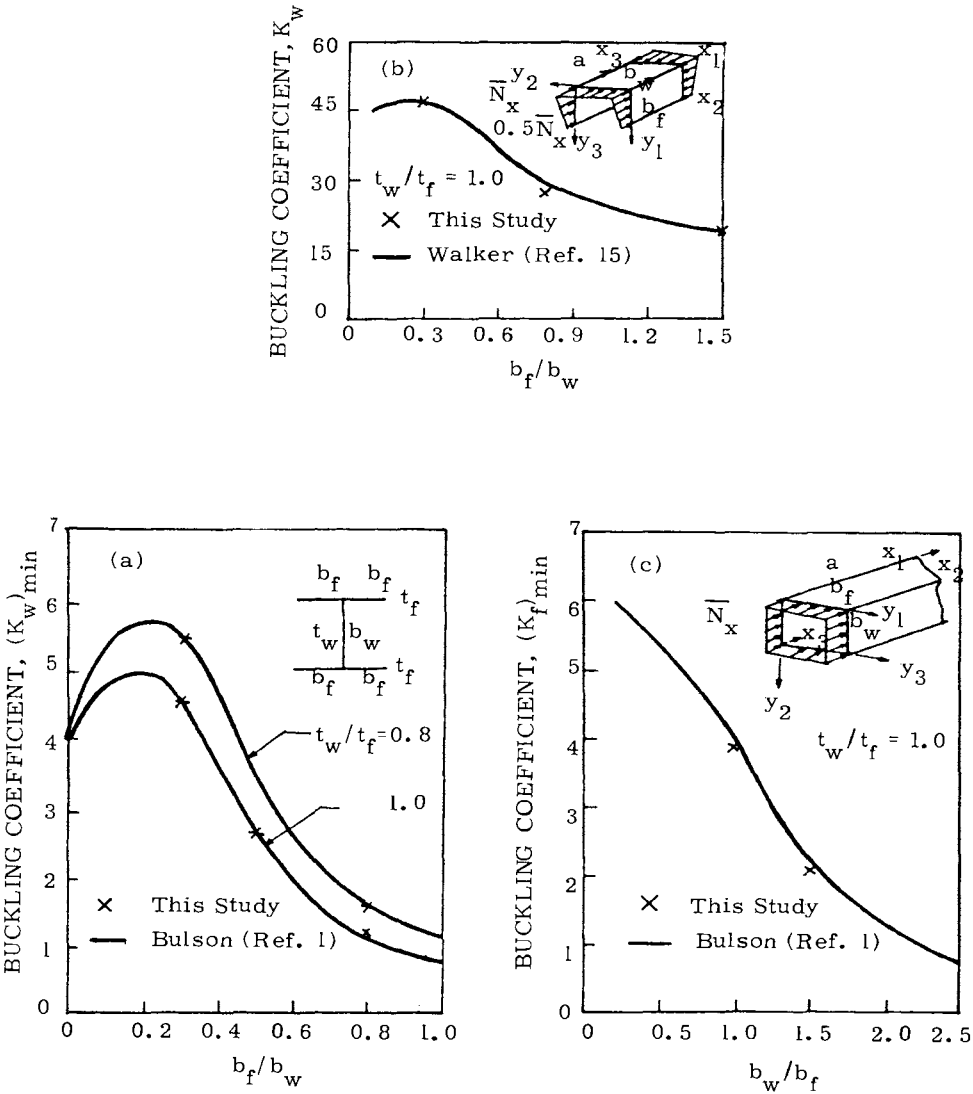 BUCKLING COEFFICIENT, K_w
60
45
30
15
0
(b)
a
x_3
x_1
b_w
y_2
N̅_x
b_f
x_2
0.5N̅_x
y_3
y_1
t_w/t_f = 1.0
× This Study
Walker (Ref. 15)
0 0.3 0.6 0.9 1.2 1.5
b_f/b_w
BUCKLING COEFFICIENT, (K_w)min
7
6
5
4
3
2
1
0
(a)
b_f b_f
t_f
t_w b_w
t_f
b_f b_f
t_w/t_f=0.8
1.0
× This Study
Bulson (Ref. 1)
0 0.2 0.4 0.6 0.8 1.0
b_f/b_w
BUCKLING COEFFICIENT, (K_f)min
7
6
5
4
3
2
1
0
(c)
a
x_1
x_2
b_f
N̅_x
y_1
b_w
x_3
y_3
y_2
t_w/t_f = 1.0
× This Study
Bulson (Ref. 1)
0 0.5 1.0 1.5 2.0 2.5
b_w/b_f